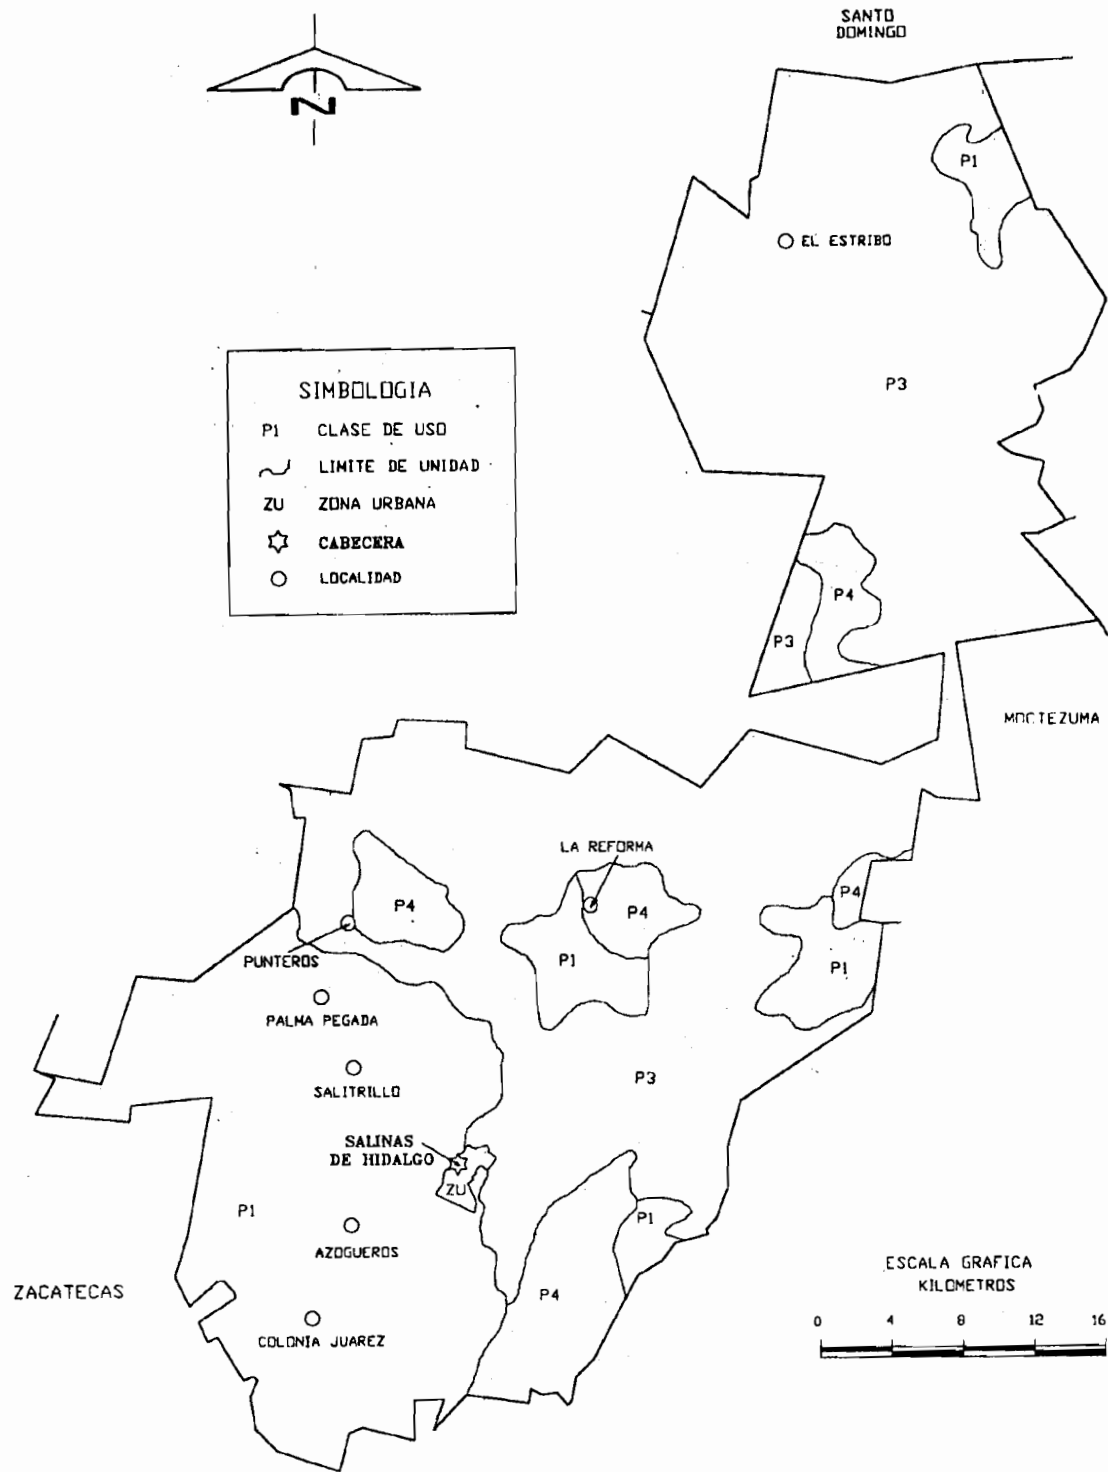 SANTO
DOMINGO
N
P1
EL ESTRIBO
P3
SIMBOLOGIA
P1 CLASE DE USO
LIMITE DE UNIDAD
ZU ZONA URBANA
CABECERA
LOCALIDAD
P4
P3
MOCTEZUMA
LA REFORMA
P4
P4
P4
P1
P1
PUNTEROS
PALMA PEGADA
SALITRILLO
P3
SALINAS
DE HIDALGO
ZU
P1
P1
AZOGUEROS
ZACATECAS
P4
COLONIA JUAREZ
ESCALA GRAFICA
KILOMETROS
0 4 8 12 16